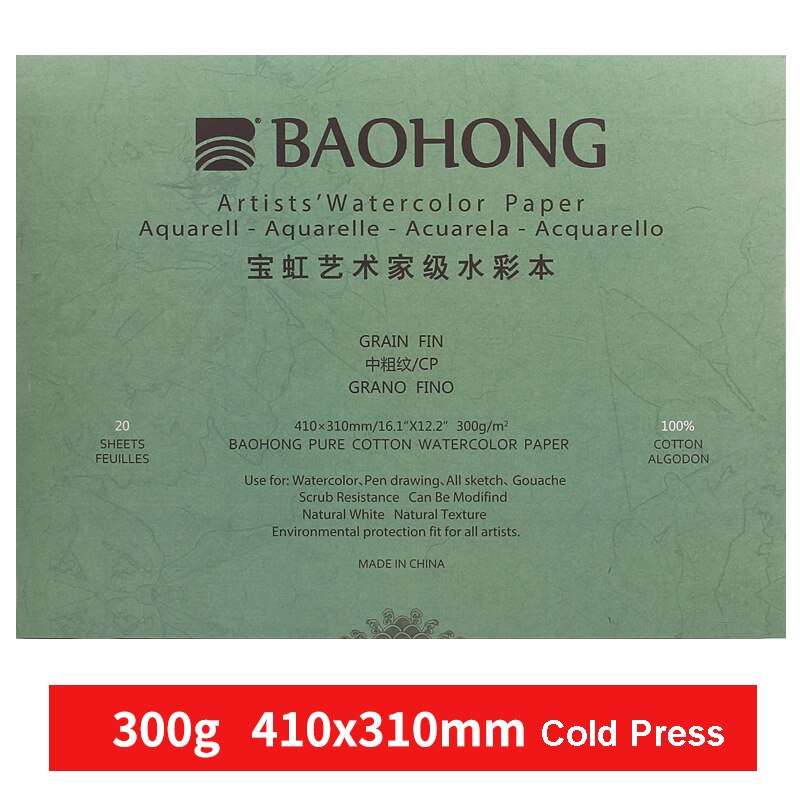 BAOHONG
Artists' Watercolor Paper
Aquarell - Aquarelle - Acuarela - Acquarello
宝虹艺术家级水彩本
GRAIN FIN
中粗纹/CP
GRANO FINO
20
SHEETS
FEUILLES
410×310mm/16.1"X12.2" 300g/m²
BAOHONG PURE COTTON WATERCOLOR PAPER
100%
COTTON
ALGODON
Use for: Watercolor、Pen drawing、All sketch、Gouache
Scrub Resistance Can Be Modifind
Natural White Natural Texture
Environmental protection fit for all artists.
MADE IN CHINA
300g 410x310mm Cold Press